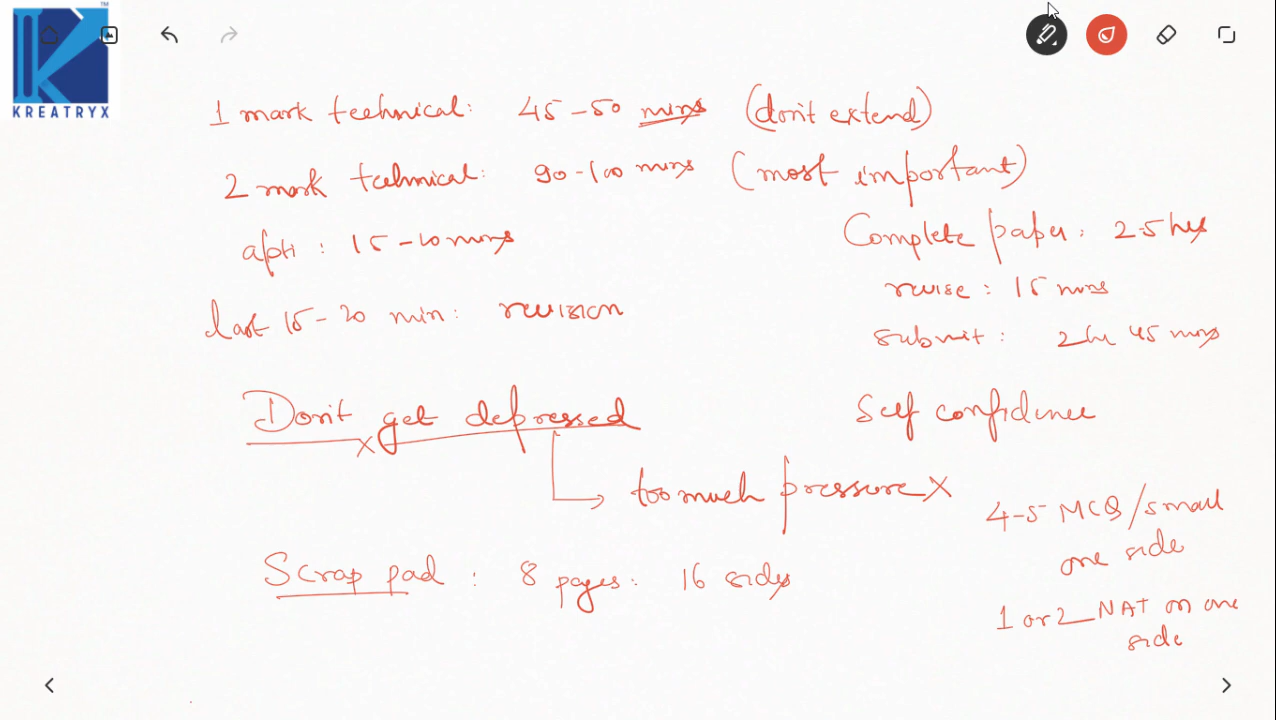 KREATRYX
TM
1 mark technical: 45-50 mins (don't extend)
2 mark technical: 90-100 mins (most important)
apti: 15-20 mins
last 15-20 min: revision
Complete paper: 2.5 hrs
revise: 15 mins
submit: 2hr 45 mins
Don't get depressed
Self confidence
too much pressure X
Scrap pad: 8 pages: 16 sides
4-5 MCQ/small
one side
1 or 2 NAT on one
side